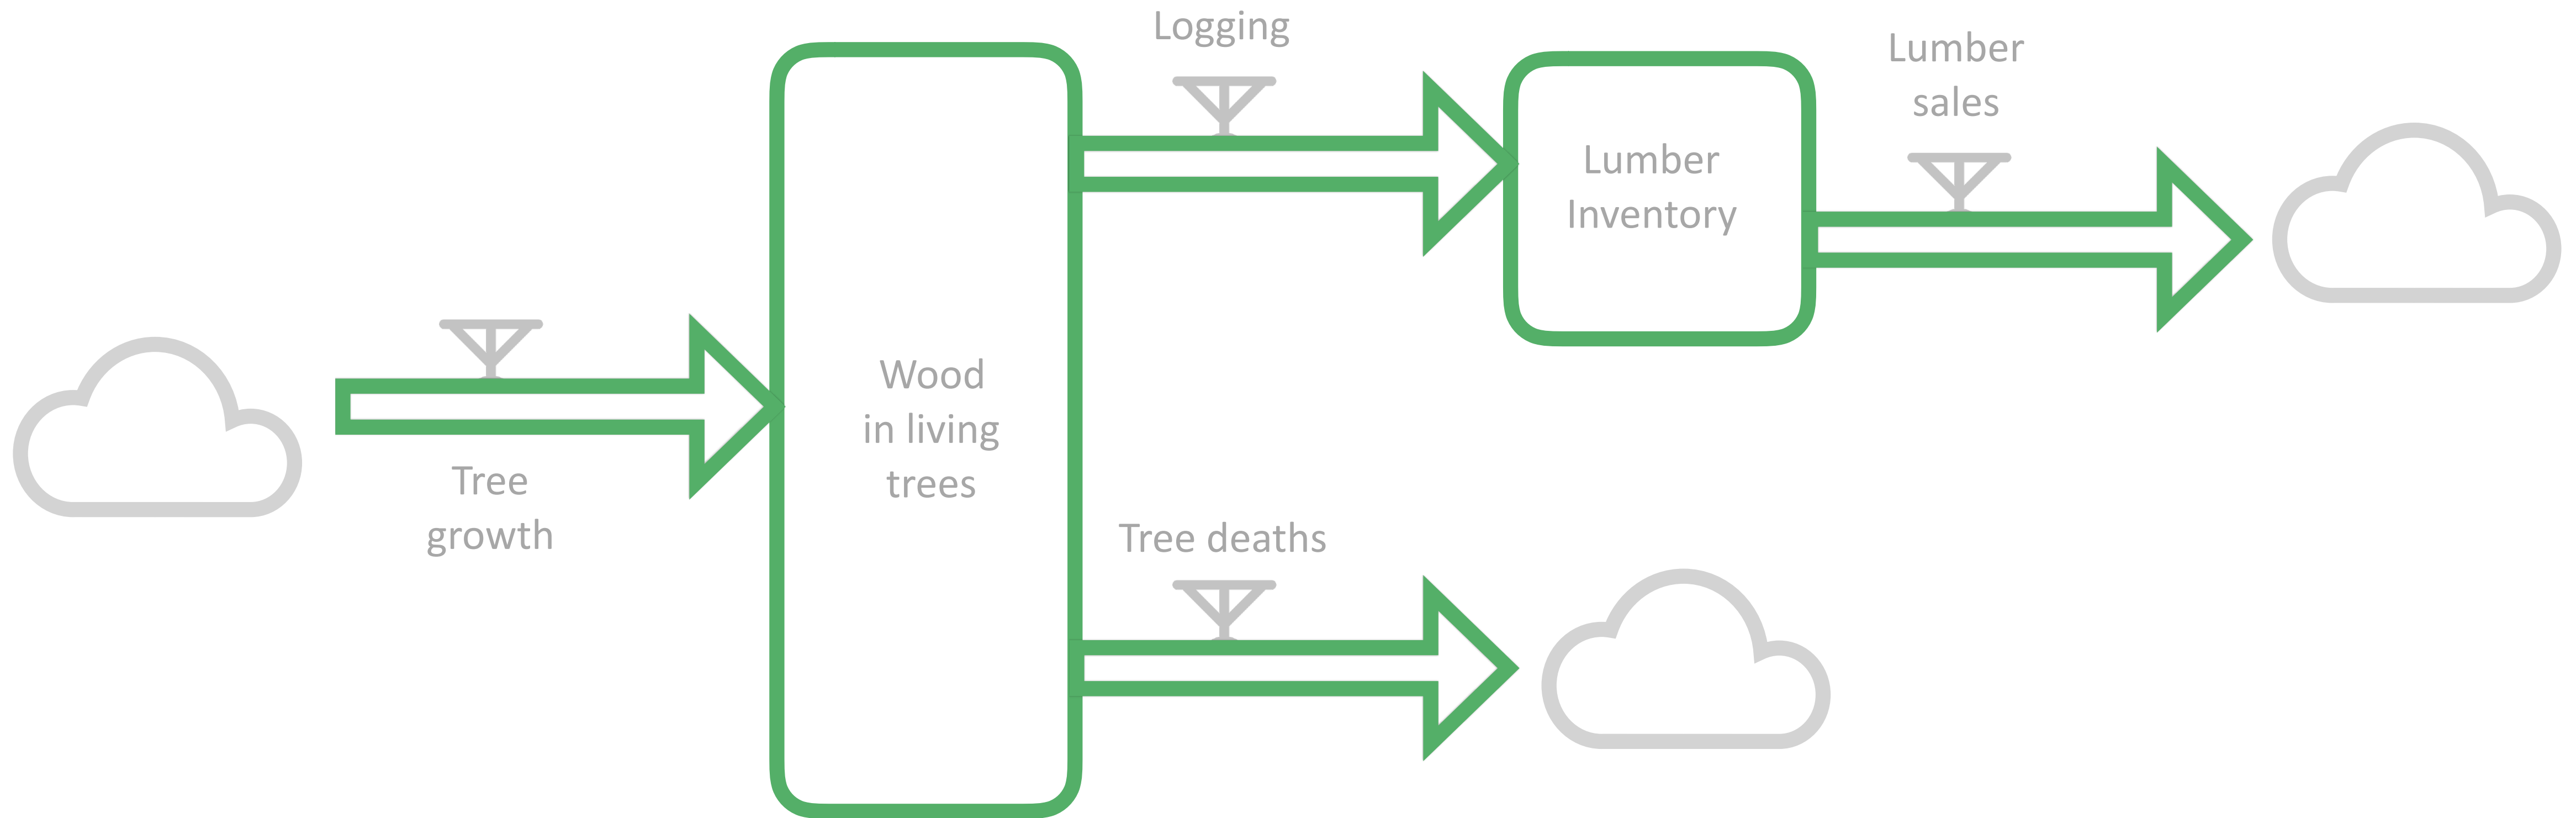 Logging
Lumber
sales
Lumber
Inventory
Wood
in living
trees
Tree
growth
Tree deaths